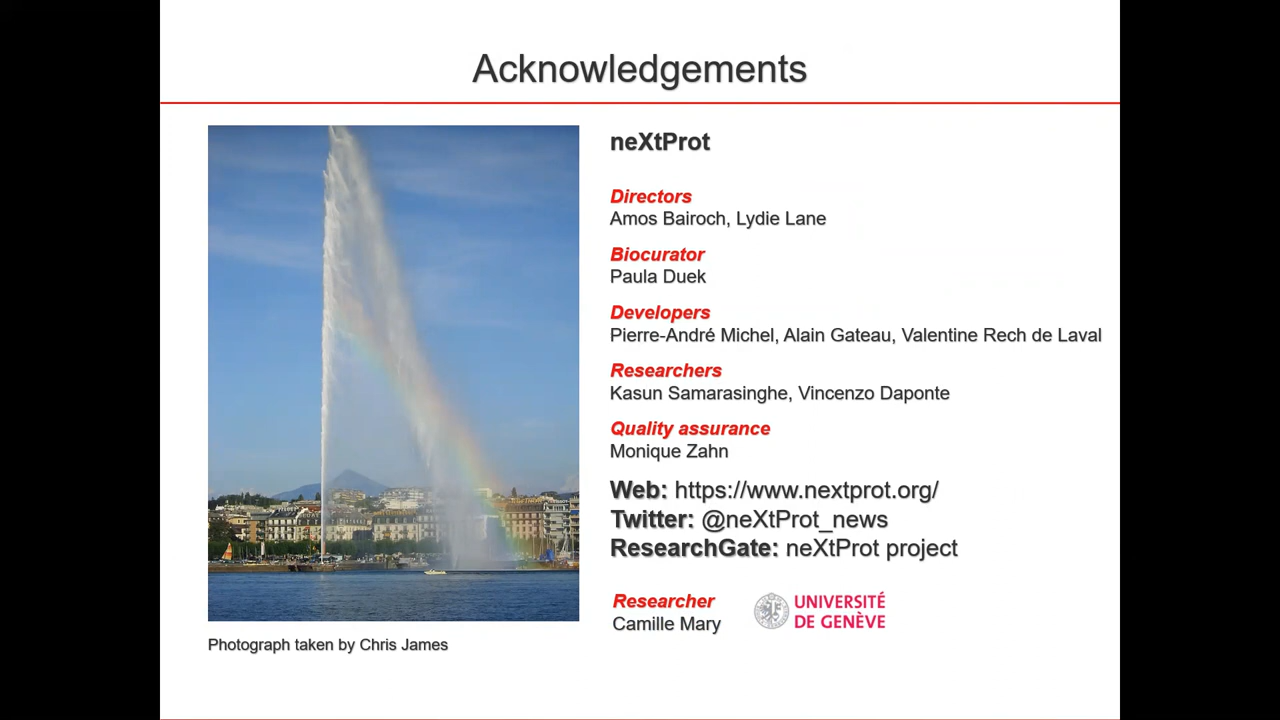 Acknowledgements
neXtProt
Directors
Amos Bairoch, Lydie Lane
Biocurator
Paula Duek
Developers
Pierre-André Michel, Alain Gateau, Valentine Rech de Laval
Researchers
Kasun Samarasinghe, Vincenzo Daponte
Quality assurance
Monique Zahn
Web: https://www.nextprot.org/
Twitter: @neXtProt_news
ResearchGate: neXtProt project
Researcher
Camille Mary
UNIVERSITÉ
DE GENÈVE
Photograph taken by Chris James